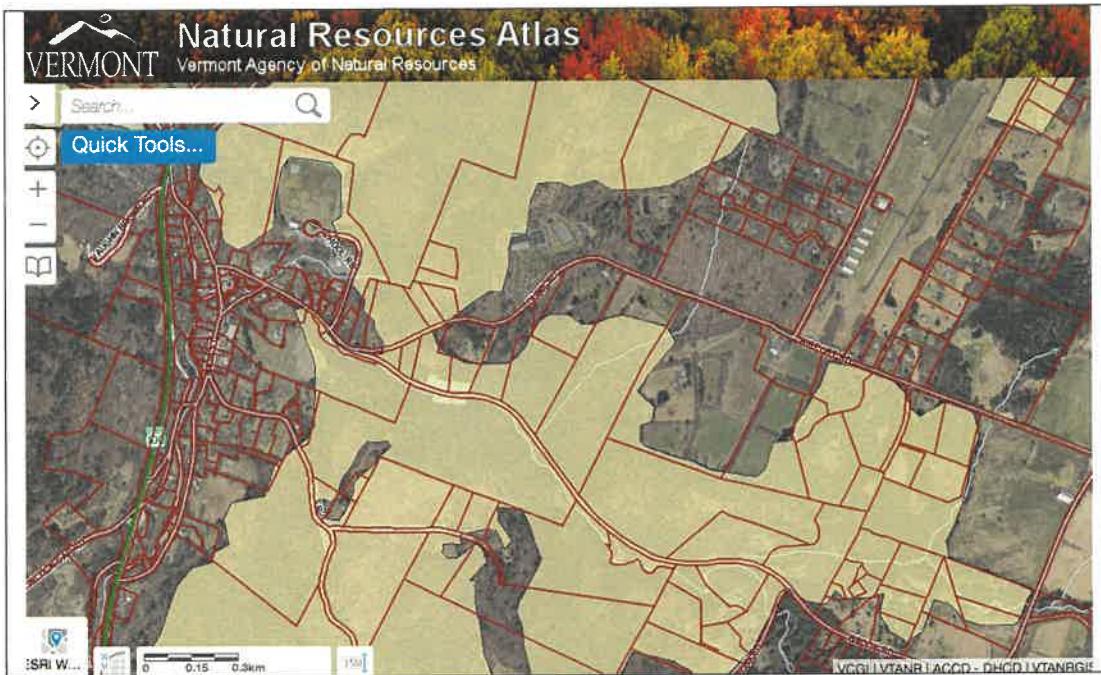 VERMONT
Natural Resources Atlas
Vermont Agency of Natural Resources
Search...
Quick Tools...
ESRI W...
0 0.15 0.3km
VCGI | VTANR | ACCD - DHCD | VTANRGIS